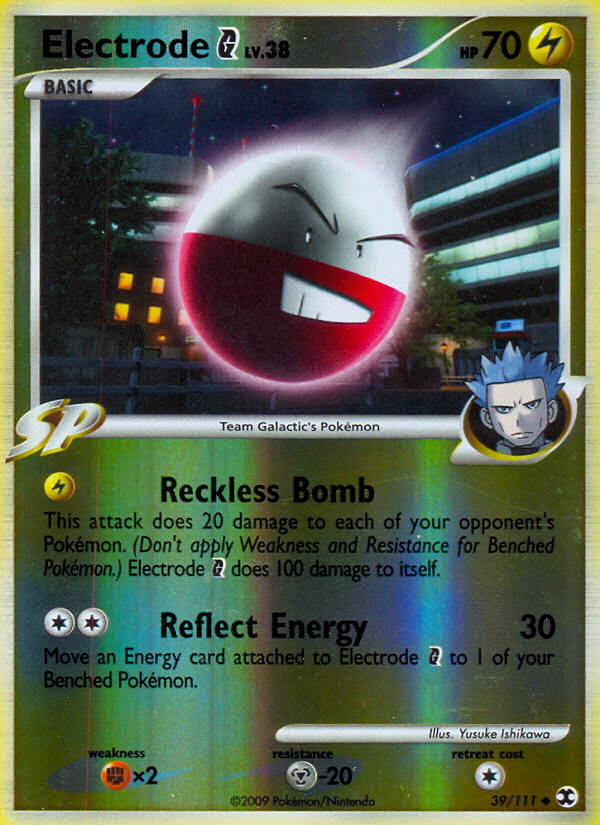 Electrode G LV.38 HP 70
BASIC
SP
Team Galactic's Pokémon
Reckless Bomb
This attack does 20 damage to each of your opponent's
Pokémon. (Don't apply Weakness and Resistance for Benched
Pokémon.) Electrode G does 100 damage to itself.
Reflect Energy 30
Move an Energy card attached to Electrode G to 1 of your
Benched Pokémon.
Illus. Yusuke Ishikawa
weakness resistance retreat cost
×2 -20
©2009 Pokémon/Nintendo 39/111